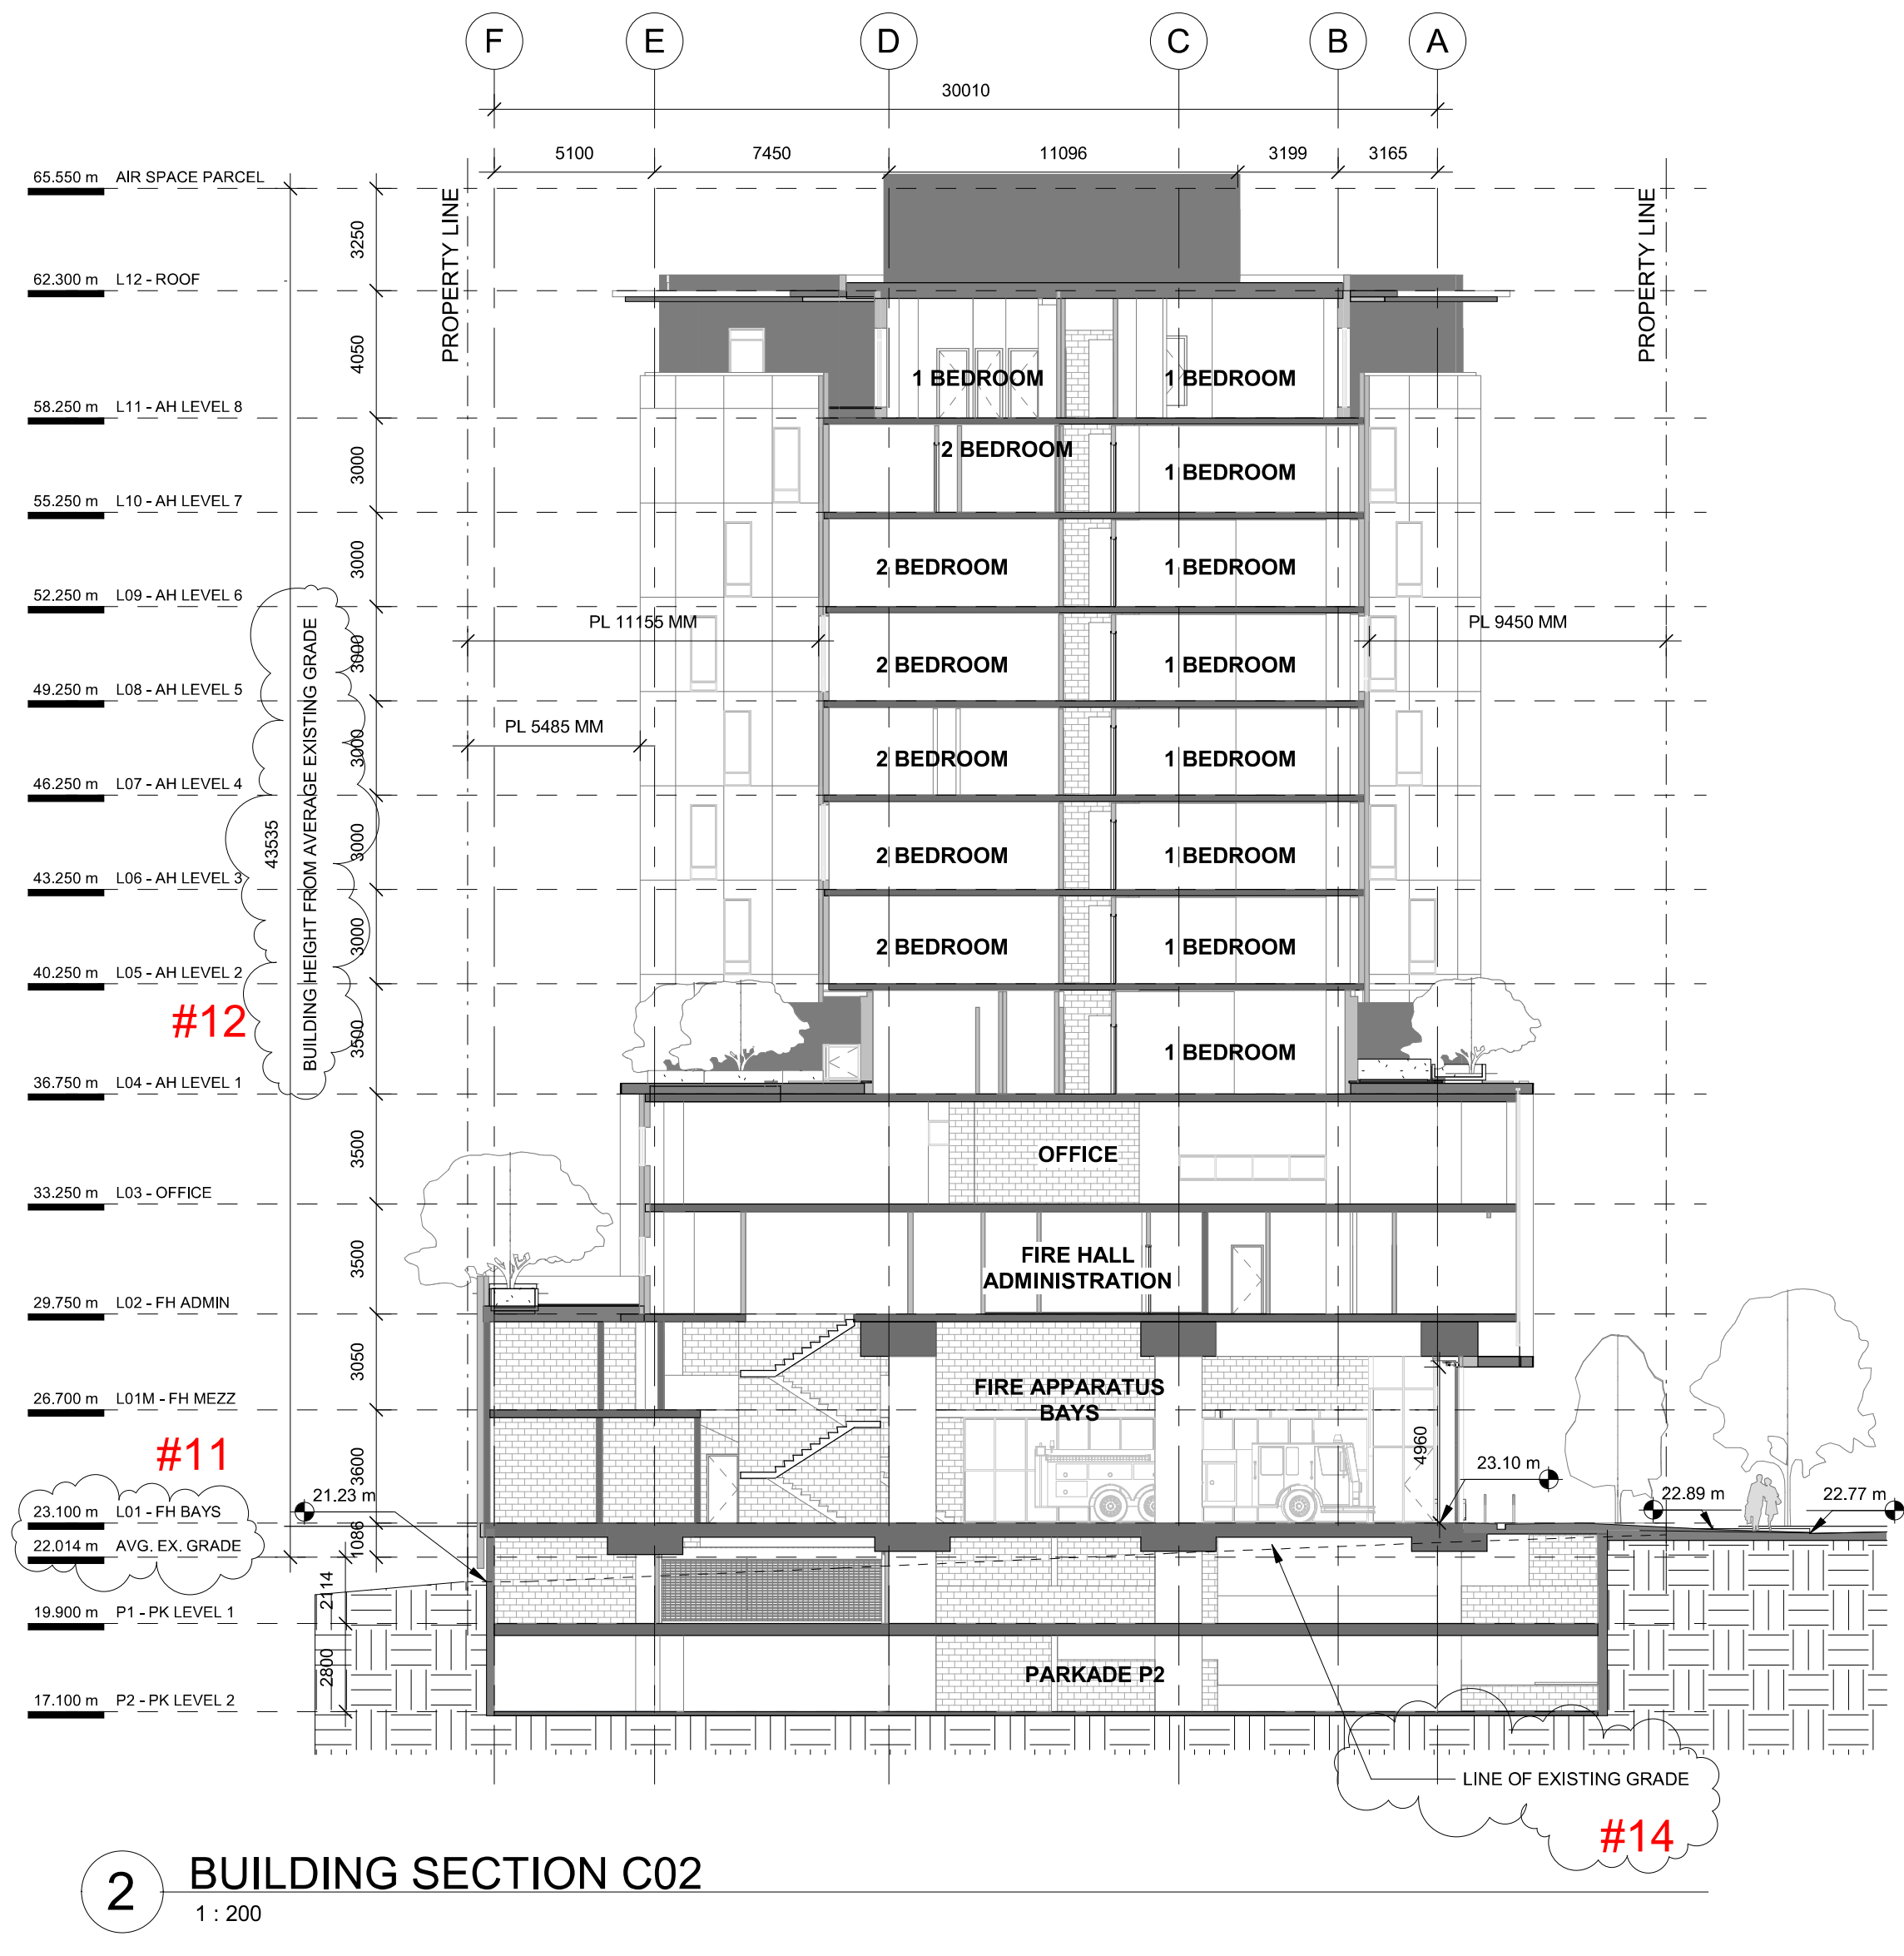 F
E
D
C
B
A
30010
5100
7450
11096
3199
3165
65.550 m AIR SPACE PARCEL
PROPERTY LINE
PROPERTY LINE
3250
62.300 m L12 - ROOF
4050
1 BEDROOM
1 BEDROOM
58.250 m L11 - AH LEVEL 8
2 BEDROOM
3000
1 BEDROOM
55.250 m L10 - AH LEVEL 7
3000
2 BEDROOM
1 BEDROOM
52.250 m L09 - AH LEVEL 6
PL 11155 MM
PL 9450 MM
3000
2 BEDROOM
1 BEDROOM
49.250 m L08 - AH LEVEL 5
PL 5485 MM
3000
2 BEDROOM
1 BEDROOM
46.250 m L07 - AH LEVEL 4
43535
BUILDING HEIGHT FROM AVERAGE EXISTING GRADE
3000
2 BEDROOM
1 BEDROOM
43.250 m L06 - AH LEVEL 3
3000
2 BEDROOM
1 BEDROOM
40.250 m L05 - AH LEVEL 2
#12
3500
1 BEDROOM
36.750 m L04 - AH LEVEL 1
3500
OFFICE
33.250 m L03 - OFFICE
3500
FIRE HALL
ADMINISTRATION
29.750 m L02 - FH ADMIN
3050
FIRE APPARATUS
BAYS
26.700 m L01M - FH MEZZ
#11
3600
4960
23.10 m
21.23 m
22.89 m
22.77 m
23.100 m L01 - FH BAYS
1086
22.014 m AVG. EX. GRADE
2114
19.900 m P1 - PK LEVEL 1
2800
PARKADE P2
17.100 m P2 - PK LEVEL 2
LINE OF EXISTING GRADE
#14
2
BUILDING SECTION C02
1 : 200